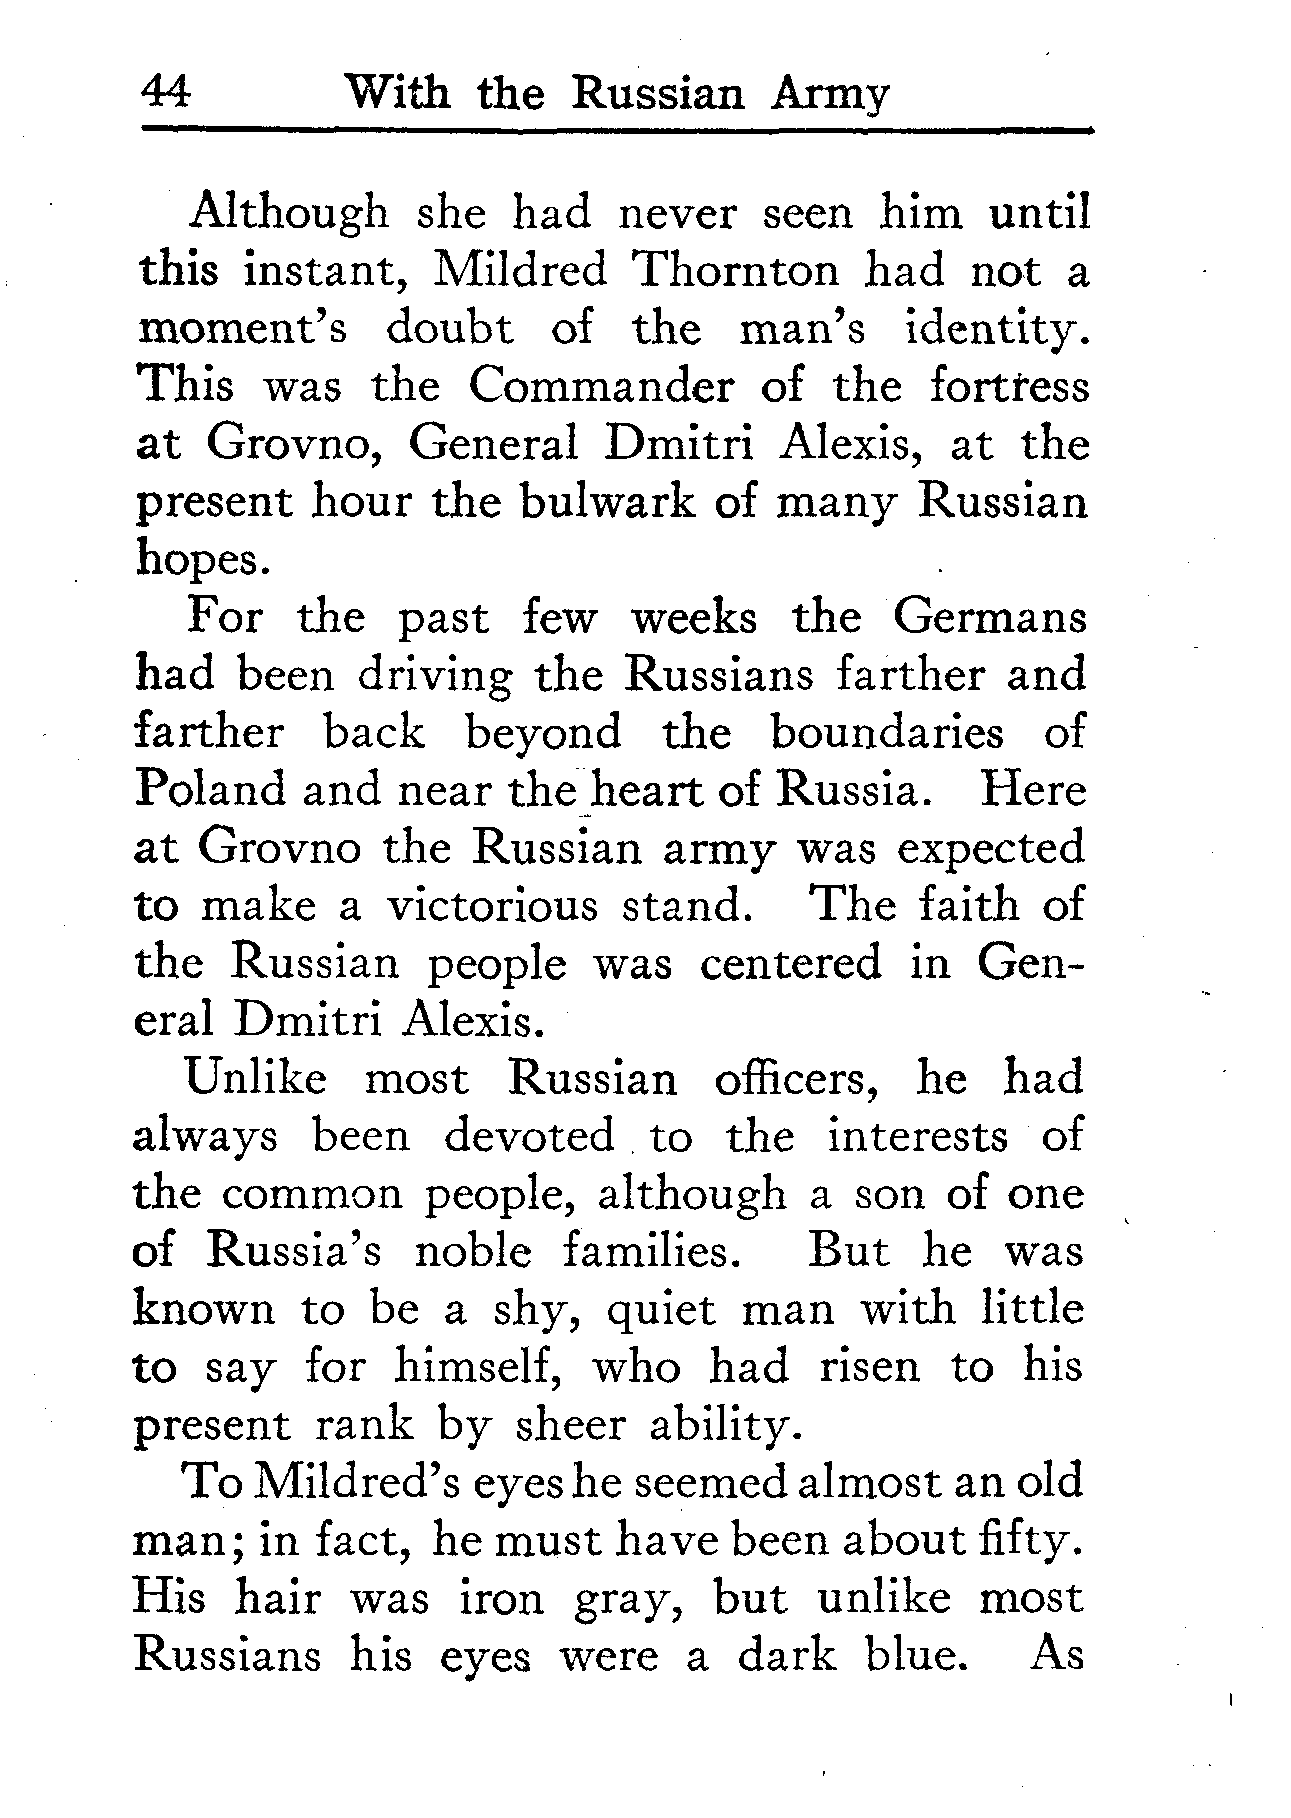 44 With the Russian Army
Although she had never seen him until
this instant, Mildred Thornton had not a
moment's doubt of the man's identity.
This was the Commander of the fortress
at Grovno, General Dmitri Alexis, at the
present hour the bulwark of many Russian
hopes.
For the past few weeks the Germans
had been driving the Russians farther and
farther back beyond the boundaries of
Poland and near the heart of Russia. Here
at Grovno the Russian army was expected
to make a victorious stand. The faith of
the Russian people was centered in Gen-
eral Dmitri Alexis.
Unlike most Russian officers, he had
always been devoted to the interests of
the common people, although a son of one
of Russia's noble families. But he was
known to be a shy, quiet man with little
to say for himself, who had risen to his
present rank by sheer ability.
To Mildred's eyes he seemed almost an old
man; in fact, he must have been about fifty.
His hair was iron gray, but unlike most
Russians his eyes were a dark blue. As